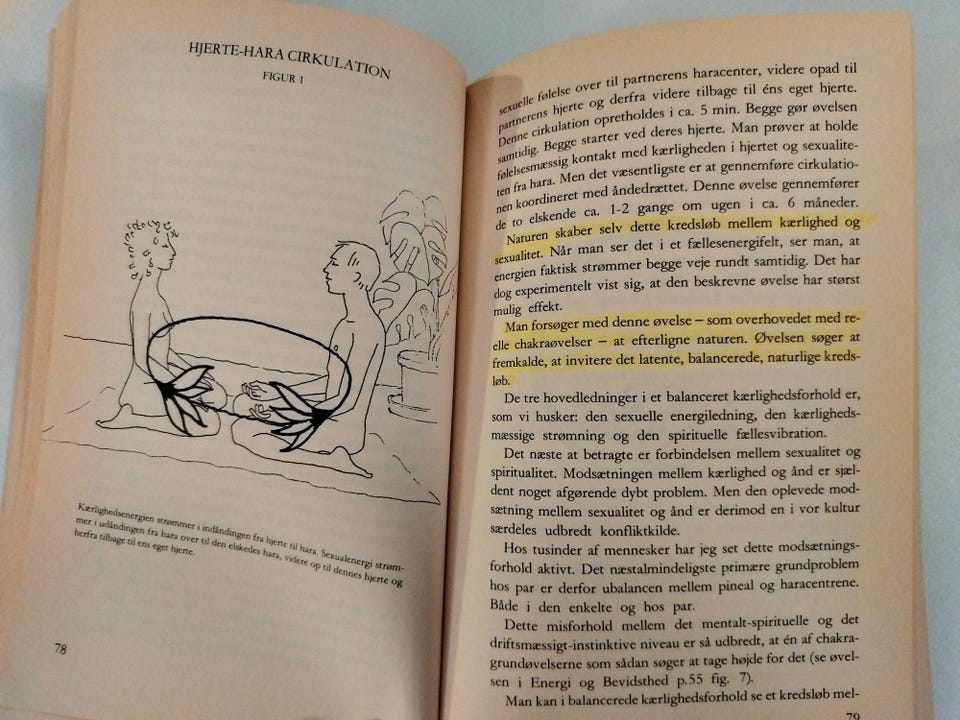 HJERTE-HARA CIRKULATION
FIGUR 1
Kærlighedsenergien strømmer i indåndingen fra hjerte til hara. Sexualenergi strøm-
mer i udåndingen fra hara over til den elskedes hara, videre op til dennes hjerte og
herfra tilbage til ens eget hjerte.
78
sexuelle følelse over til partnerens haracenter, videre opad til
partnerens hjerte og derfra videre tilbage til éns eget hjerte.
Denne cirkulation opretholdes i ca. 5 min. Begge gør øvelsen
samtidig. Begge starter ved deres hjerte. Man prøver at holde
følelsesmæssig kontakt med kærligheden i hjertet og sexualite-
ten fra hara. Men det væsentligste er at gennemføre cirkulatio-
nen koordineret med åndedrættet. Denne øvelse gennemfører
de to elskende ca. 1-2 gange om ugen i ca. 6 måneder.
Naturen skaber selv dette kredsløb mellem kærlighed og
sexualitet. Når man ser det i et fællesenergifelt, ser man, at
energien faktisk strømmer begge veje rundt samtidig. Det har
dog experimentelt vist sig, at den beskrevne øvelse har størst
mulig effekt.
Man forsøger med denne øvelse – som overhovedet med re-
elle chakraøvelser – at efterligne naturen. Øvelsen søger at
fremkalde, at invitere det latente, balancerede, naturlige kreds-
løb.
De tre hovedledninger i et balanceret kærlighedsforhold er,
som vi husker: den sexuelle energiledning, den kærligheds-
mæssige strømning og den spirituelle fællesvibration.
Det næste at betragte er forbindelsen mellem sexualitet og
spiritualitet. Modsætningen mellem kærlighed og ånd er sjæl-
dent noget afgørende dybt problem. Men den oplevede mod-
sætning mellem sexualitet og ånd er derimod en i vor kultur
særdeles udbredt konfliktkilde.
Hos tusinder af mennesker har jeg set dette modsætnings-
forhold aktivt. Det næstalmindeligste primære grundproblem
hos par er derfor ubalancen mellem pineal og haracentrene.
Både i den enkelte og hos par.
Dette misforhold mellem det mentalt-spirituelle og det
driftsmæssigt-instinktive niveau er så udbredt, at én af chakra-
grundøvelserne som sådan søger at tage højde for det (se øvel-
sen i Energi og Bevidsthed p.55 fig. 7).
Man kan i balancerede kærlighedsforhold se et kredsløb mel-
79